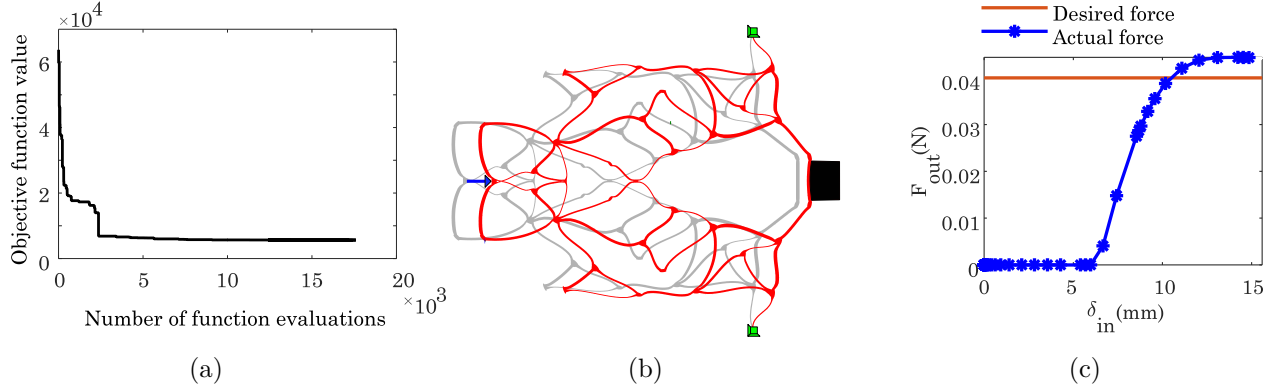 ×10⁴
6
4
2
0
Objective function value
0
5
10
15
20
×10³
Number of function evaluations
(a)
(b)
Desired force
Actual force
0.04
0.03
0.02
0.01
0
F_out(N)
0
5
10
15
δ_in(mm)
(c)